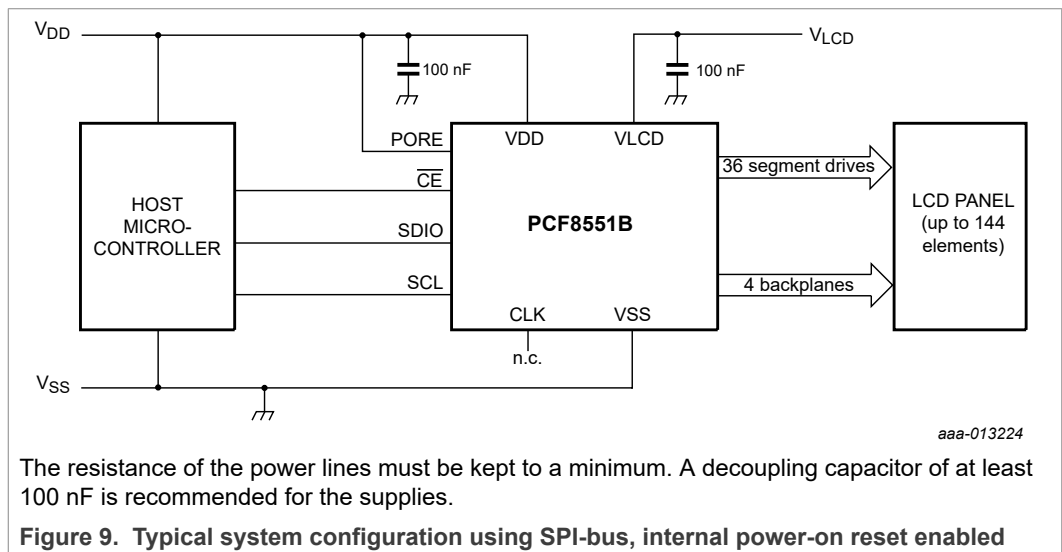 VDD
VLCD
100 nF
100 nF
PORE
VDD
VLCD
CE
36 segment drives
HOST
MICRO-
CONTROLLER
SDIO
PCF8551B
LCD PANEL
(up to 144
elements)
SCL
4 backplanes
CLK
VSS
n.c.
VSS
aaa-013224
The resistance of the power lines must be kept to a minimum. A decoupling capacitor of at least
100 nF is recommended for the supplies.
Figure 9. Typical system configuration using SPI-bus, internal power-on reset enabled